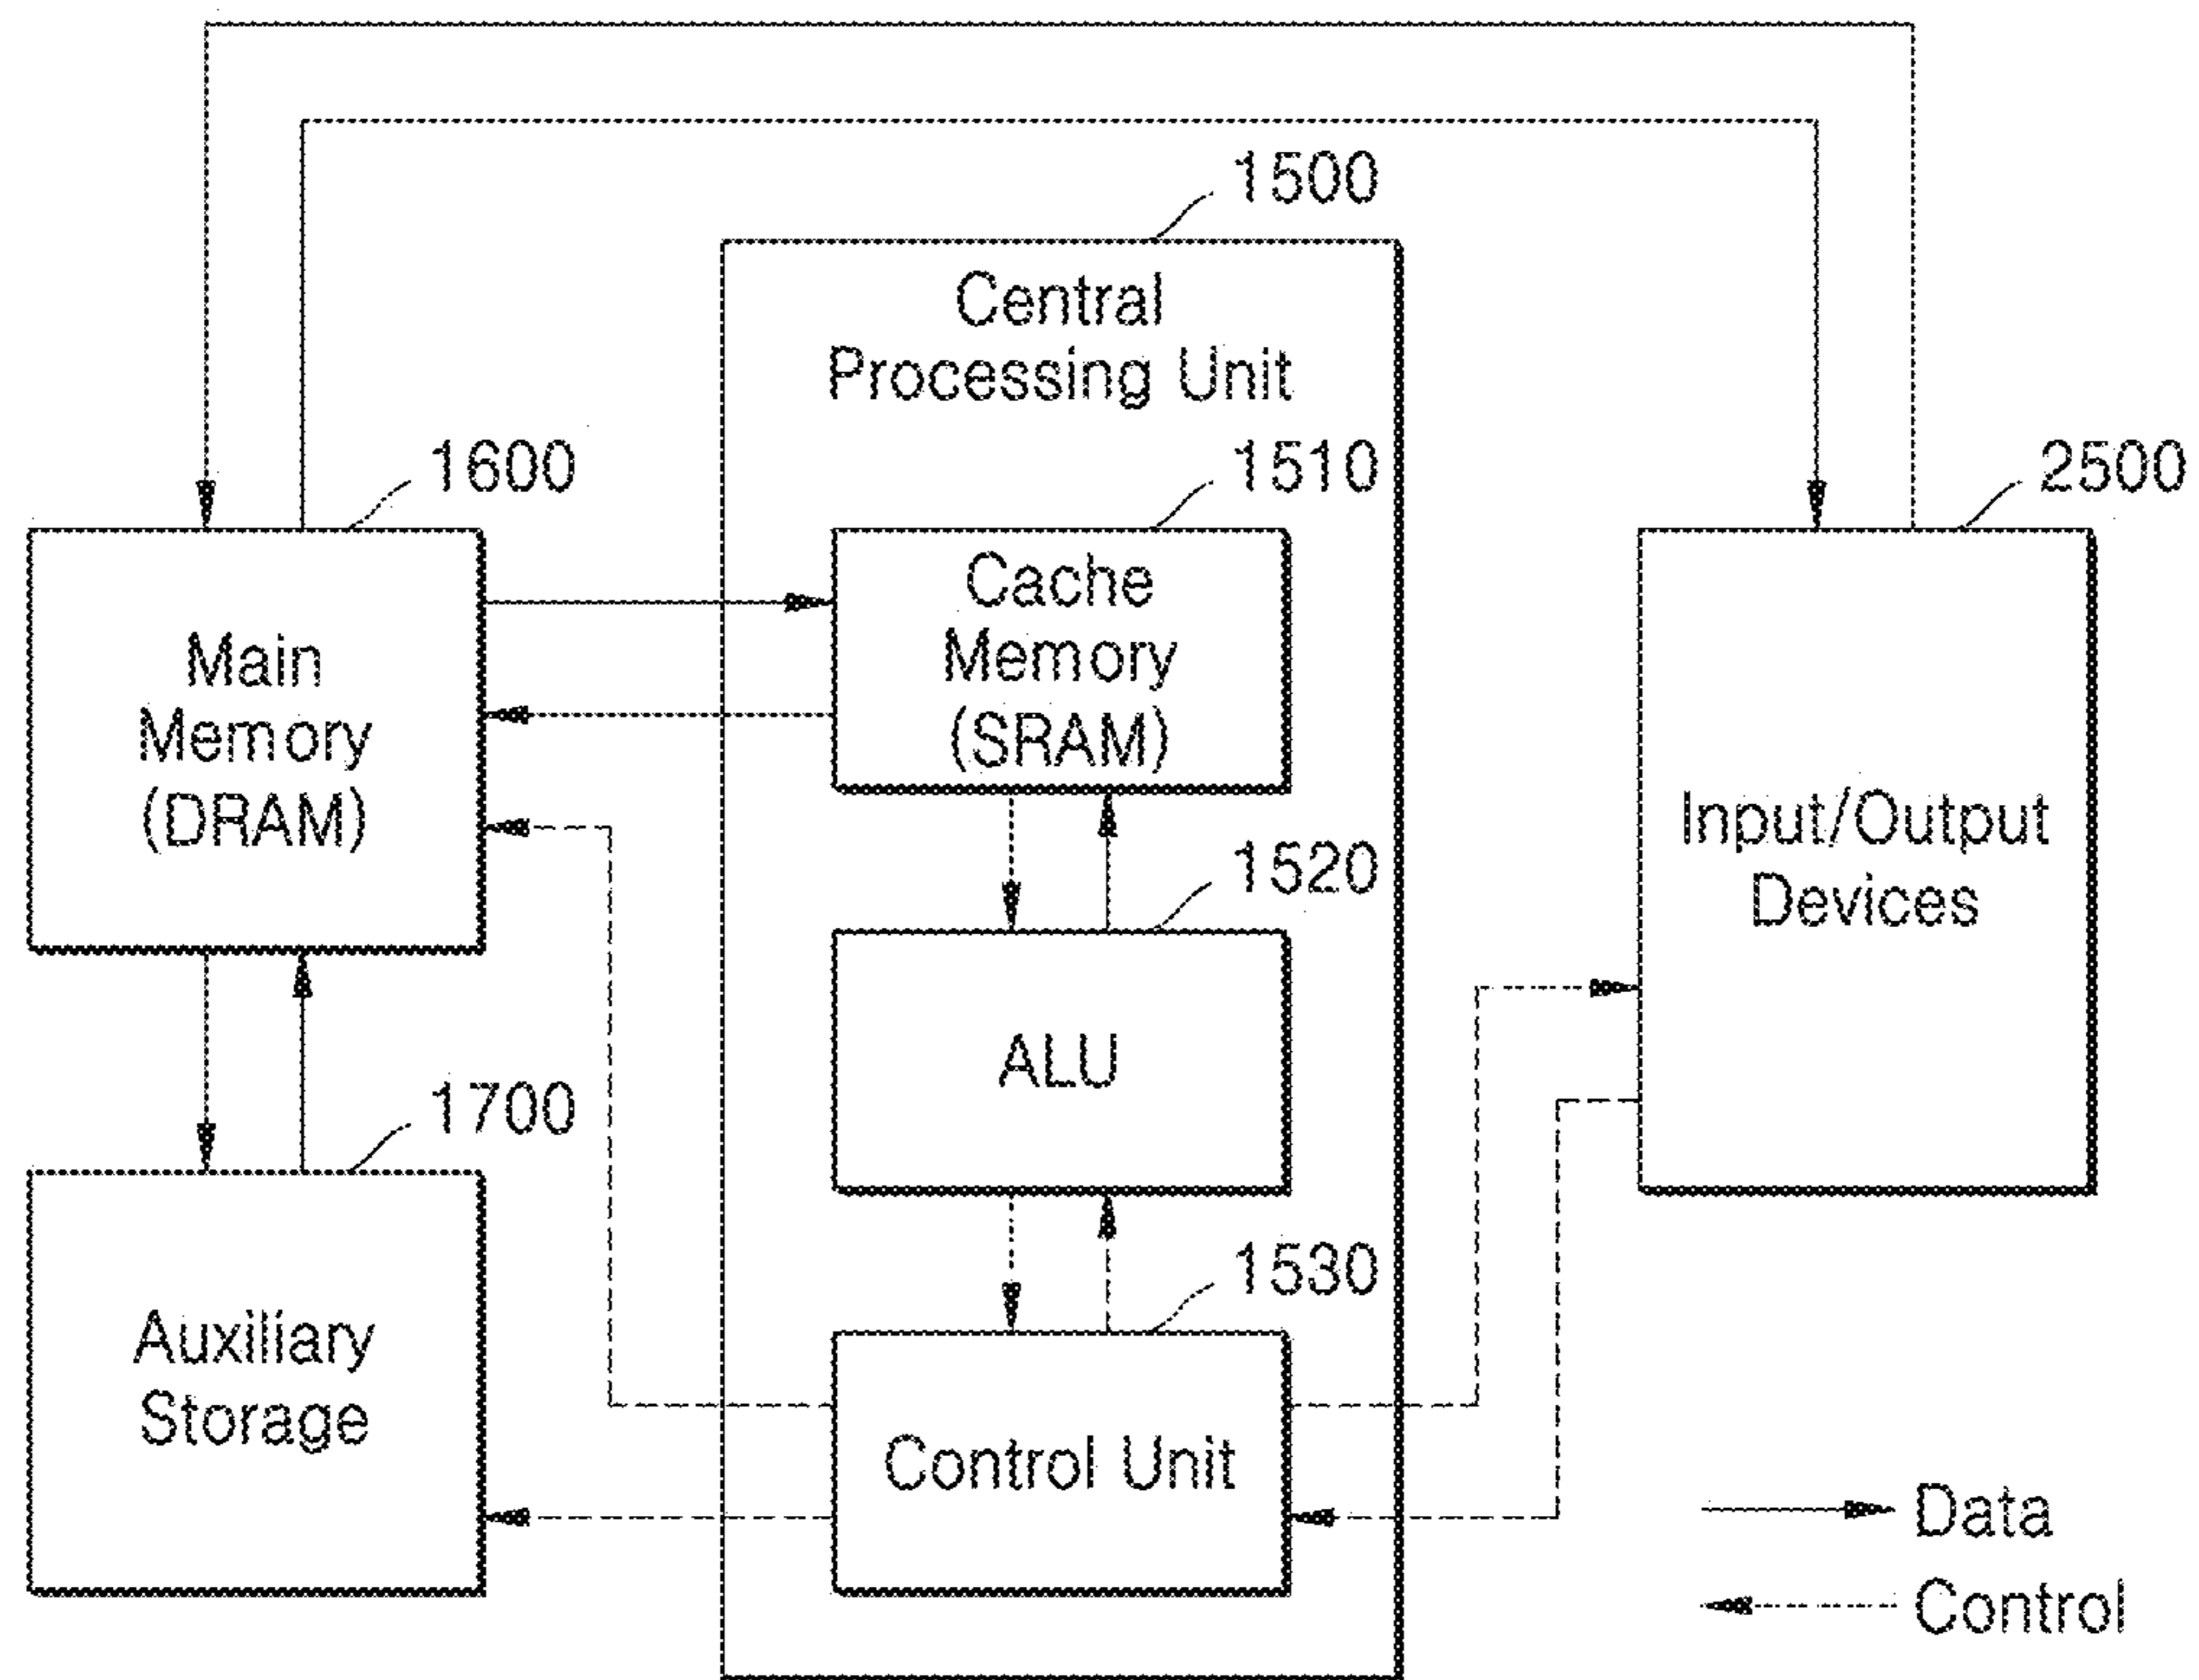 1500
Central
Processing Unit
1600
1510
2500
Main
Memory
(DRAM)
Cache
Memory
(SRAM)
Input/Output
Devices
1520
ALU
1700
Auxiliary
Storage
1530
Control Unit
Data
Control